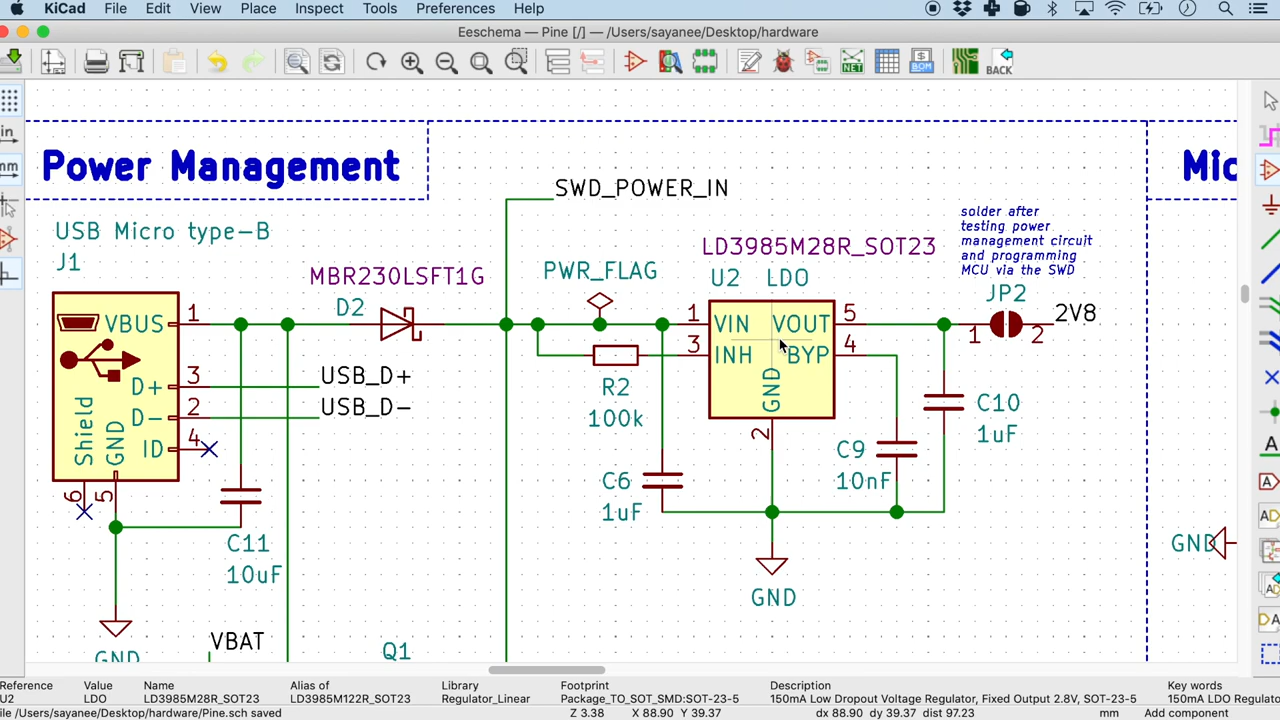 KiCad File Edit View Place Inspect Tools Preferences Help
Eeschema — Pine [/] — /Users/sayanee/Desktop/hardware
NET
BOM
BACK
in
mm
Power Management
Mic
SWD_POWER_IN
USB Micro type-B
J1
solder after
testing power
management circuit
and programming
MCU via the SWD
LD3985M28R_SOT23
U2 LDO
PWR_FLAG
MBR230LSFT1G
D2
JP2
VBUS 1
1 VIN VOUT 5
1 2 2V8
3 INH BYP 4
D+ 3 USB_D+
D- 2 USB_D-
ID 4
Shield
GND
6
5
GND
2
R2
100k
C10
1uF
C9
10nF
C6
1uF
C11
10uF
GND
GND
GND
VBAT
Q1
A
Reference Value Name Alias of Library Footprint Description Key words
U2 LDO LD3985M28R_SOT23 LD3985M122R_SOT23 Regulator_Linear Package_TO_SOT_SMD:SOT-23-5 150mA Low Dropout Voltage Regulator, Fixed Output 2.8V, SOT-23-5 150mA LDO Regulato
ile /Users/sayanee/Desktop/hardware/Pine.sch saved Z 3.38 X 88.90 Y 39.37 dx 88.90 dy 39.37 dist 97.23 mm Add component